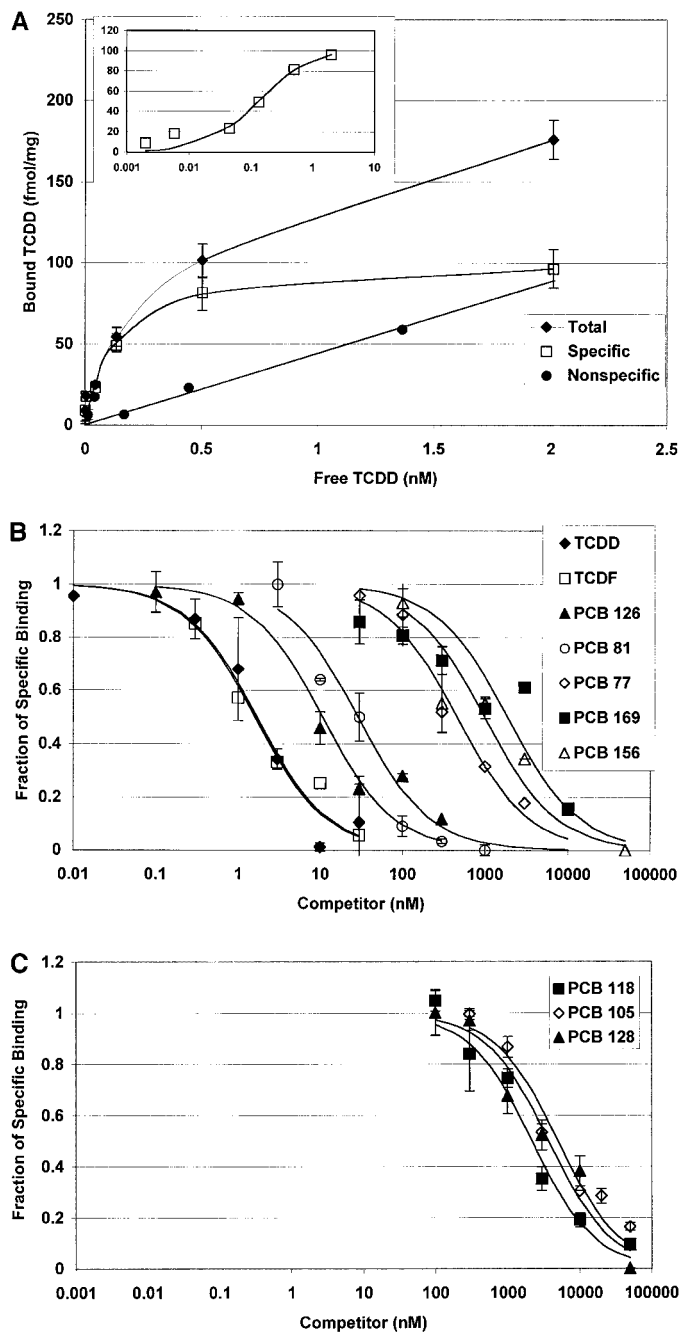 A
250
200
150
100
50
0
Bound TCDD (fmol/mg)
120
100
80
60
40
20
0
0.001 0.01 0.1 1 10
Total
Specific
Nonspecific
0 0.5 1 1.5 2 2.5
Free TCDD (nM)
B
1.2
1
0.8
0.6
0.4
0.2
0
Fraction of Specific Binding
TCDD
TCDF
PCB 126
PCB 81
PCB 77
PCB 169
PCB 156
0.01 0.1 1 10 100 1000 10000 100000
Competitor (nM)
C
1.2
1
0.8
0.6
0.4
0.2
0
Fraction of Specific Binding
PCB 118
PCB 105
PCB 128
0.001 0.01 0.1 1 10 100 1000 10000 100000
Competitor (nM)